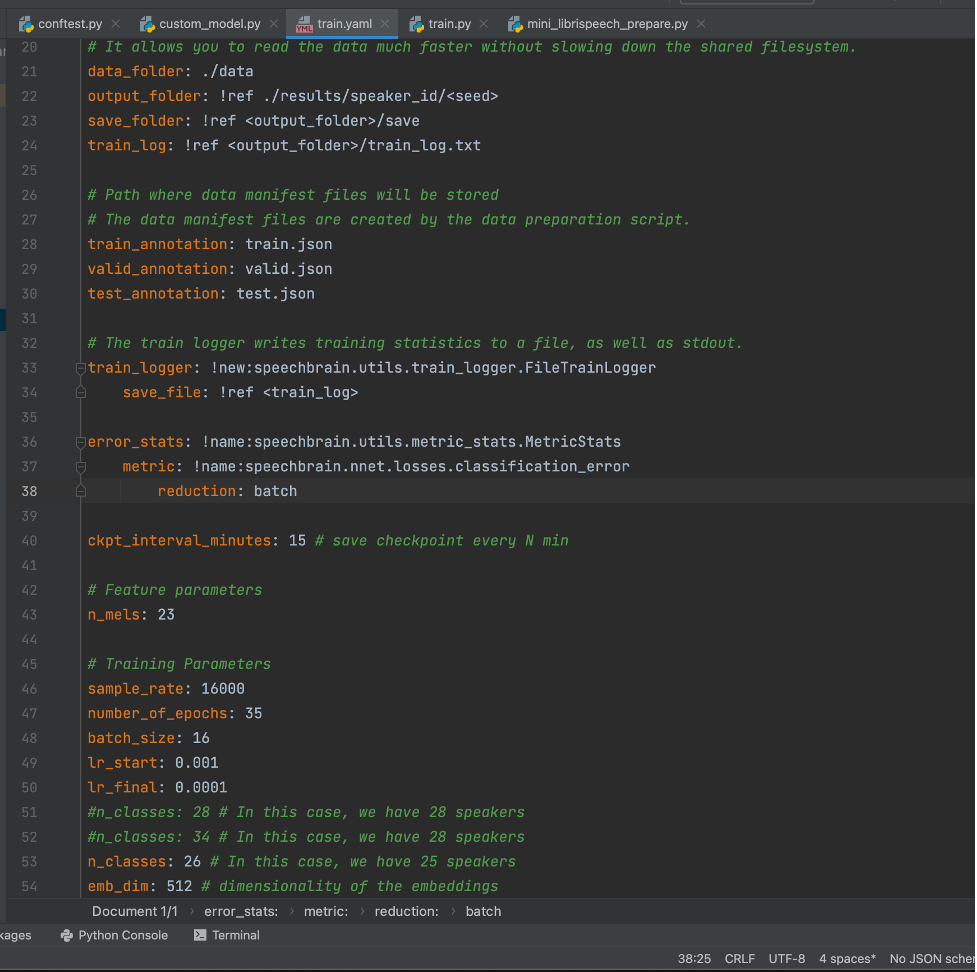 conftest.py
custom_model.py
train.yaml
train.py
mini_librispeech_prepare.py
20 # It allows you to read the data much faster without slowing down the shared filesystem.
21 data_folder: ./data
22 output_folder: !ref ./results/speaker_id/<seed>
23 save_folder: !ref <output_folder>/save
24 train_log: !ref <output_folder>/train_log.txt
25
26 # Path where data manifest files will be stored
27 # The data manifest files are created by the data preparation script.
28 train_annotation: train.json
29 valid_annotation: valid.json
30 test_annotation: test.json
31
32 # The train logger writes training statistics to a file, as well as stdout.
33 train_logger: !new:speechbrain.utils.train_logger.FileTrainLogger
34 save_file: !ref <train_log>
35
36 error_stats: !name:speechbrain.utils.metric_stats.MetricStats
37 metric: !name:speechbrain.nnet.losses.classification_error
38 reduction: batch
39
40 ckpt_interval_minutes: 15 # save checkpoint every N min
41
42 # Feature parameters
43 n_mels: 23
44
45 # Training Parameters
46 sample_rate: 16000
47 number_of_epochs: 35
48 batch_size: 16
49 lr_start: 0.001
50 lr_final: 0.0001
51 #n_classes: 28 # In this case, we have 28 speakers
52 #n_classes: 34 # In this case, we have 28 speakers
53 n_classes: 26 # In this case, we have 25 speakers
54 emb_dim: 512 # dimensionality of the embeddings
Document 1/1 › error_stats: › metric: › reduction: › batch
kages Python Console Terminal
38:25 CRLF UTF-8 4 spaces* No JSON schem